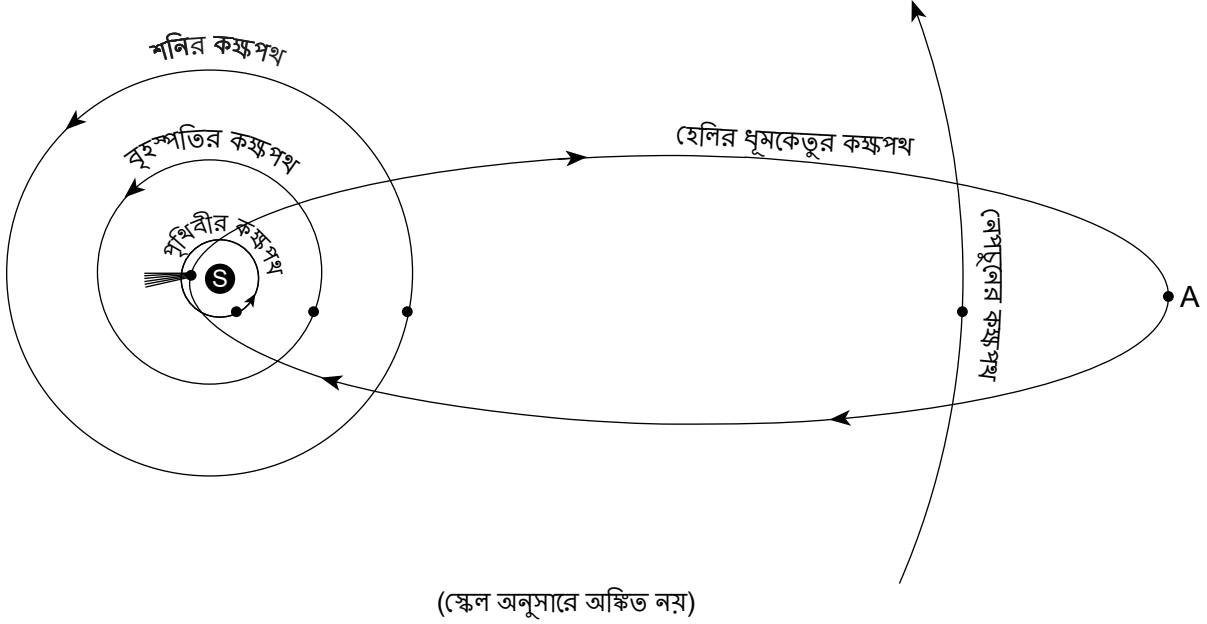 শনির কক্ষপথ
বৃহস্পতির কক্ষপথ
পৃথিবীর কক্ষপথ
S
হেলির ধূমকেতুর কক্ষপথ
নেপচুনের কক্ষপথ
A
(স্কেল অনুসারে অঙ্কিত নয়)